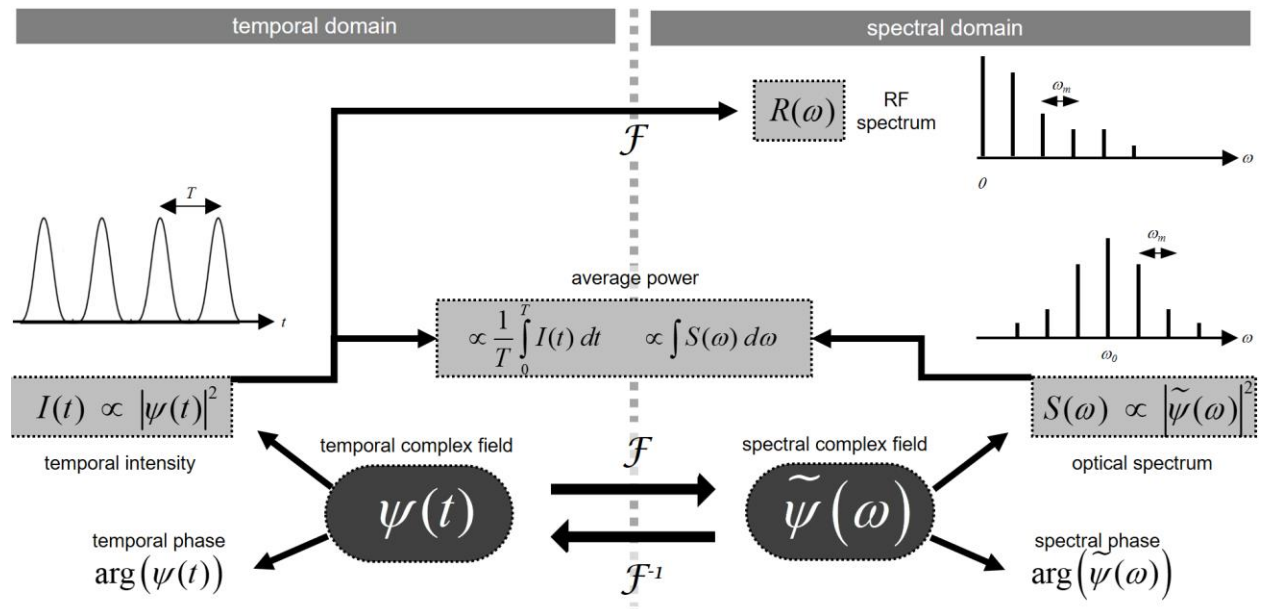 temporal domain
spectral domain
R(ω)
RF
spectrum
ω_m
ω
0
ℱ
T
t
ω_m
ω
ω_0
average power
∝ 1/T ∫_0^T I(t) dt ∝ ∫ S(ω) dω
I(t) ∝ |ψ(t)|^2
temporal intensity
S(ω) ∝ |ψ̃(ω)|^2
optical spectrum
temporal complex field
ψ(t)
ℱ
ℱ^-1
spectral complex field
ψ̃(ω)
temporal phase
arg(ψ(t))
spectral phase
arg(ψ̃(ω))